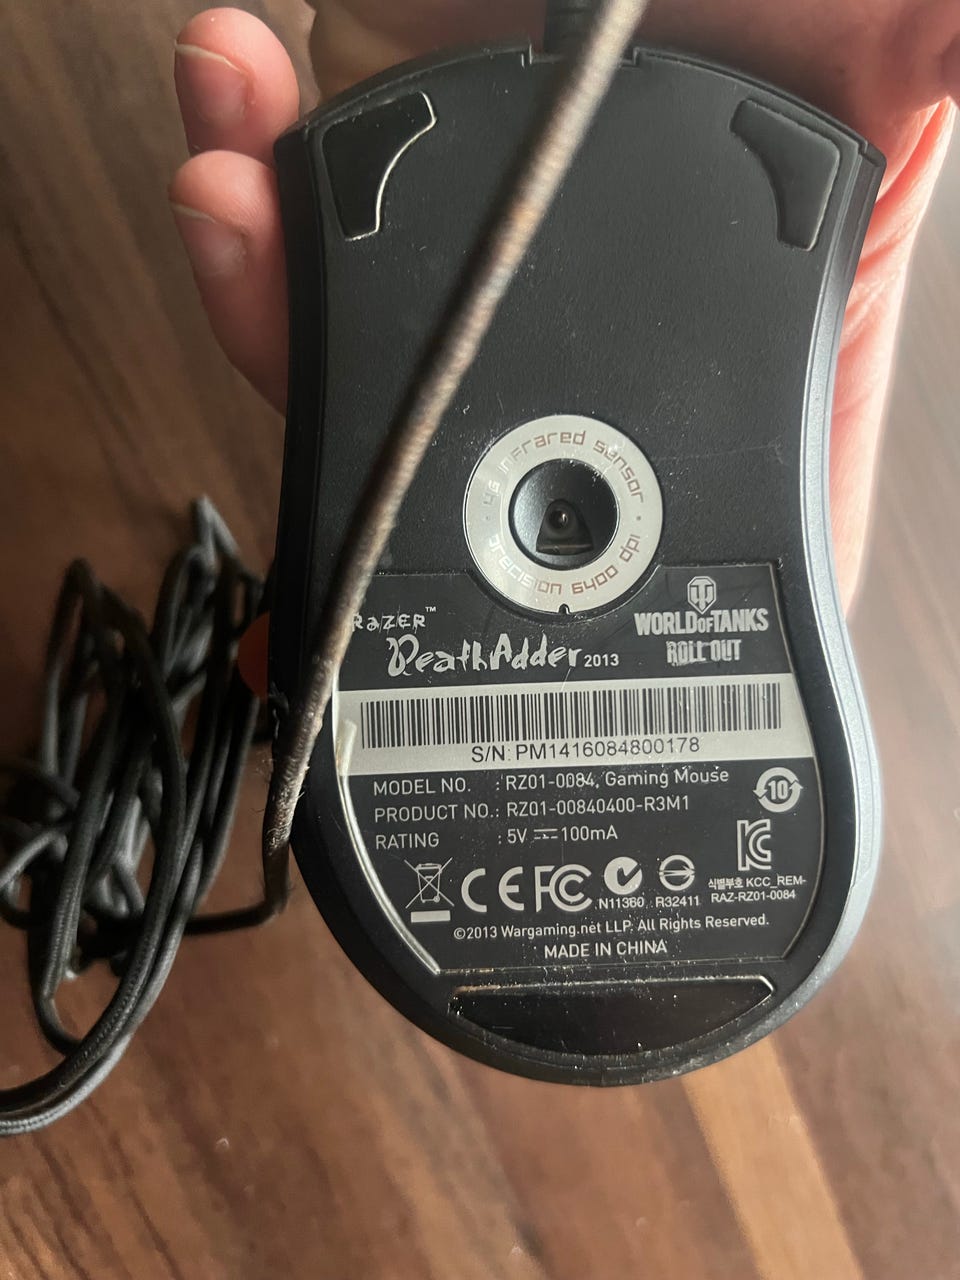 4G infrared sensor
precision 6400 dpi
RAZER™
DeathAdder 2013
WORLD OF TANKS
ROLL OUT
S/N: PM1416084800178
MODEL NO. : RZ01-0084, Gaming Mouse
PRODUCT NO.: RZ01-00840400-R3M1
RATING : 5V ⎓ 100mA
10
CE FC N11360 R32411
식별부호 KCC_REM-
RAZ-RZ01-0084
©2013 Wargaming.net LLP. All Rights Reserved.
MADE IN CHINA